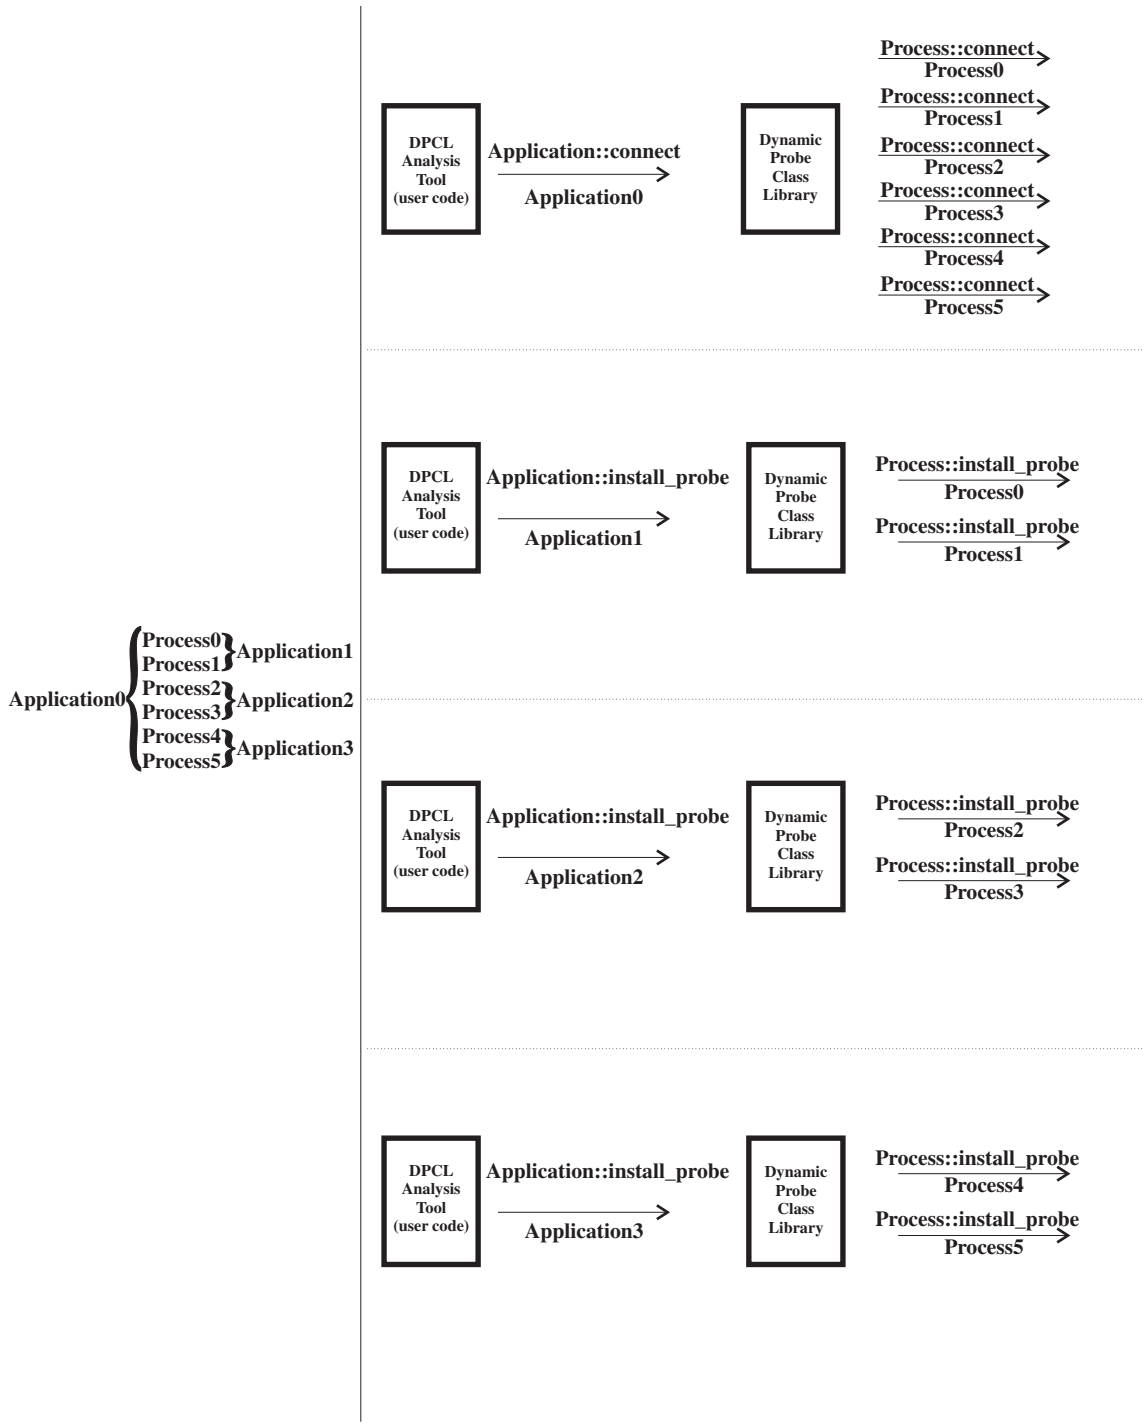 Application0
Process0
Process1
Process2
Process3
Process4
Process5
Application1
Application2
Application3
DPCL
Analysis
Tool
(user code)
Application::connect
Application0
Dynamic
Probe
Class
Library
Process::connect
Process0
Process::connect
Process1
Process::connect
Process2
Process::connect
Process3
Process::connect
Process4
Process::connect
Process5
DPCL
Analysis
Tool
(user code)
Application::install_probe
Application1
Dynamic
Probe
Class
Library
Process::install_probe
Process0
Process::install_probe
Process1
DPCL
Analysis
Tool
(user code)
Application::install_probe
Application2
Dynamic
Probe
Class
Library
Process::install_probe
Process2
Process::install_probe
Process3
DPCL
Analysis
Tool
(user code)
Application::install_probe
Application3
Dynamic
Probe
Class
Library
Process::install_probe
Process4
Process::install_probe
Process5